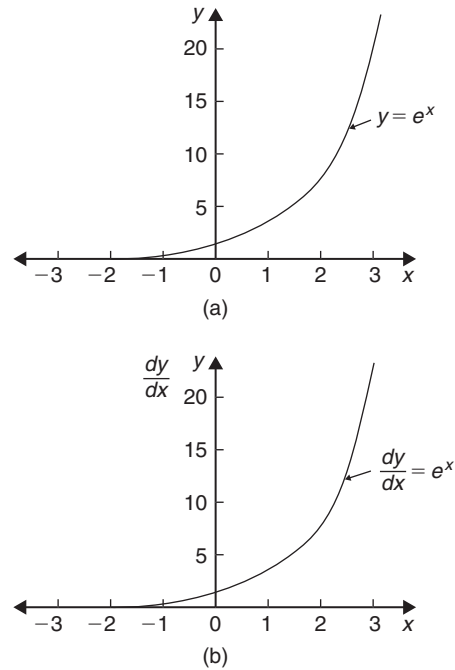 y
20
15
10
5
y = e^x
−3 −2 −1 0 1 2 3 x
(a)
dy/dx y
20
15
10
5
dy/dx = e^x
−3 −2 −1 0 1 2 3 x
(b)